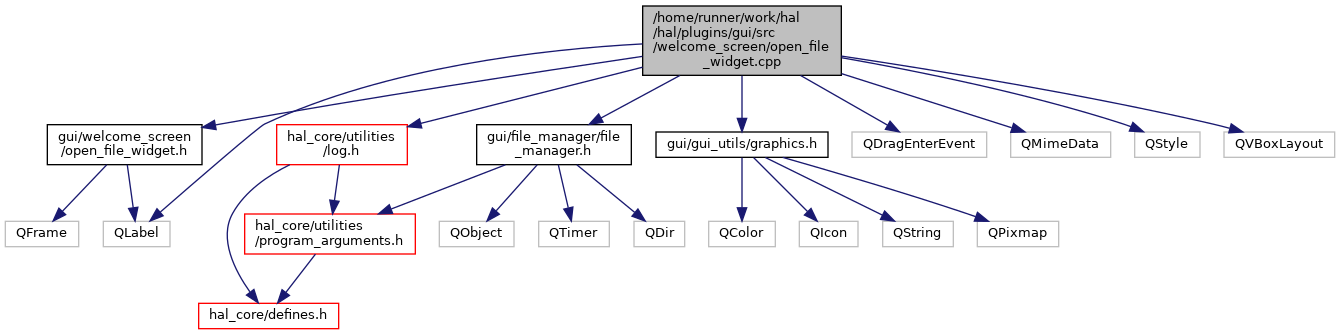 /home/runner/work/hal
/hal/plugins/gui/src
/welcome_screen/open_file
_widget.cpp
gui/welcome_screen
/open_file_widget.h
hal_core/utilities
/log.h
gui/file_manager/file
_manager.h
gui/gui_utils/graphics.h
QDragEnterEvent
QMimeData
QStyle
QVBoxLayout
QFrame
QLabel
hal_core/utilities
/program_arguments.h
QObject
QTimer
QDir
QColor
QIcon
QString
QPixmap
hal_core/defines.h